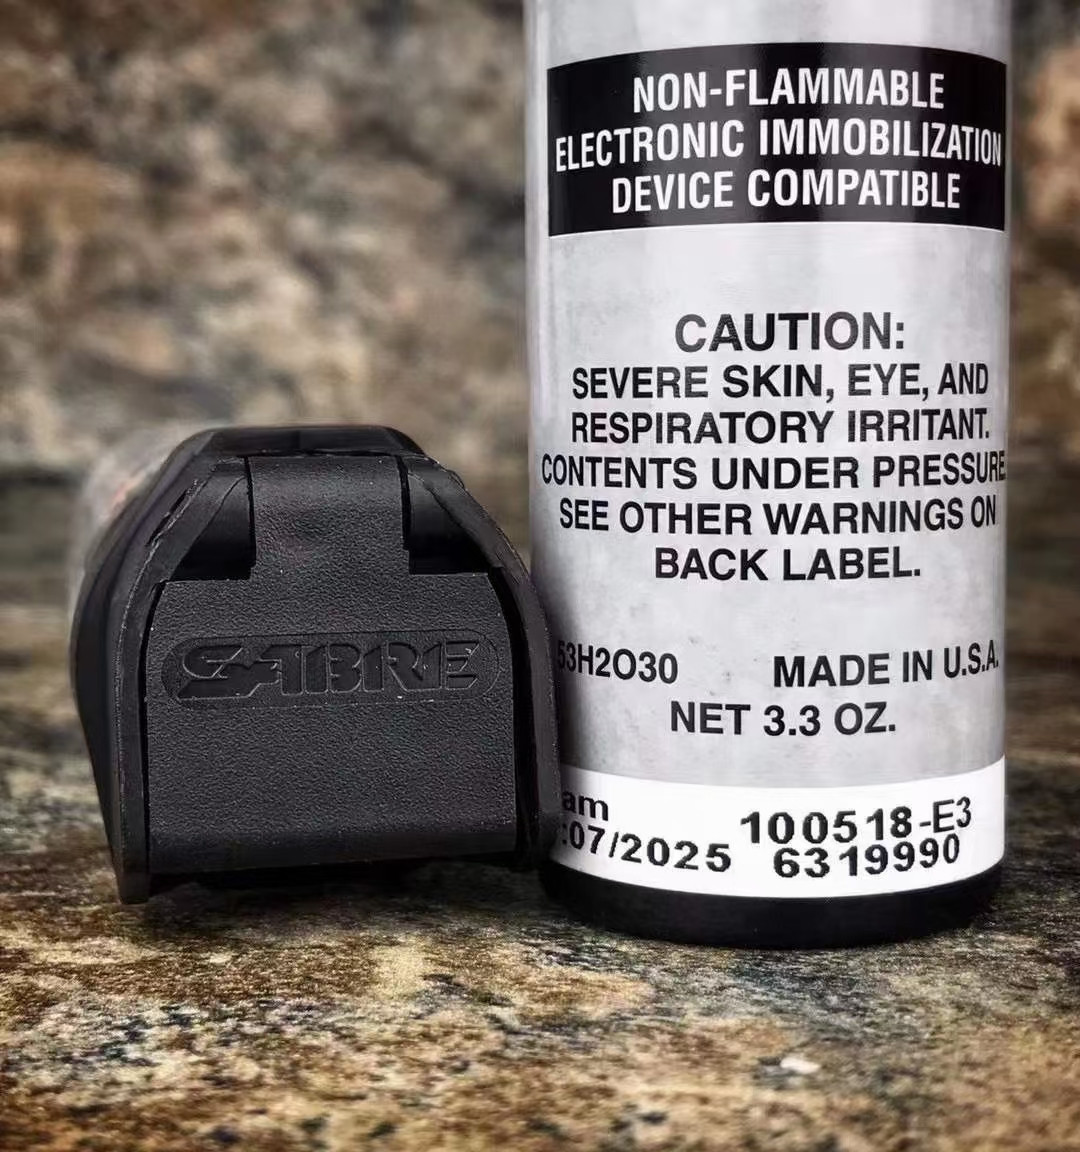 NON-FLAMMABLE
ELECTRONIC IMMOBILIZATION
DEVICE COMPATIBLE
CAUTION:
SEVERE SKIN, EYE, AND
RESPIRATORY IRRITANT.
CONTENTS UNDER PRESSURE
SEE OTHER WARNINGS ON
BACK LABEL.
53H2O30 MADE IN U.S.A.
NET 3.3 OZ.
am 100518-E3
:07/2025 6319990
SABRE